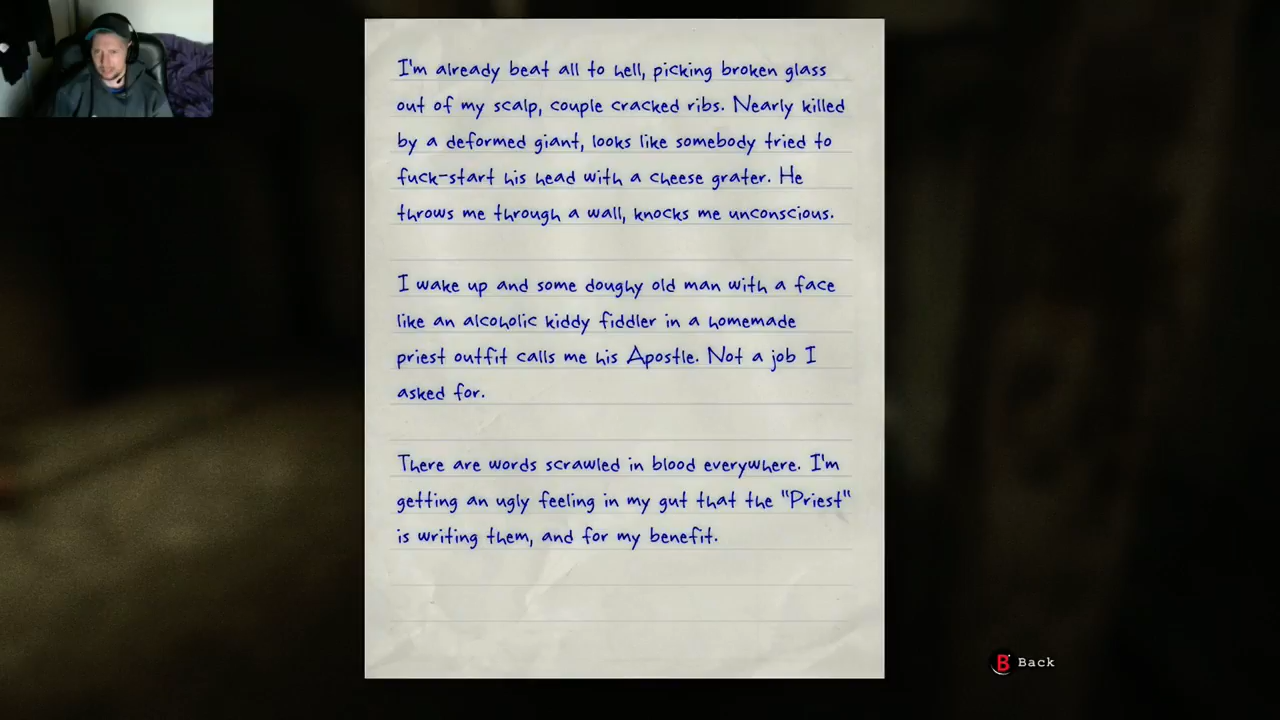 I'm already beat all to hell, picking broken glass
out of my scalp, couple cracked ribs. Nearly killed
by a deformed giant, looks like somebody tried to
fuck-start his head with a cheese grater. He
throws me through a wall, knocks me unconscious.
I wake up and some doughy old man with a face
like an alcoholic kiddy fiddler in a homemade
priest outfit calls me his Apostle. Not a job I
asked for.
There are words scrawled in blood everywhere. I'm
getting an ugly feeling in my gut that the "Priest"
is writing them, and for my benefit.
B Back